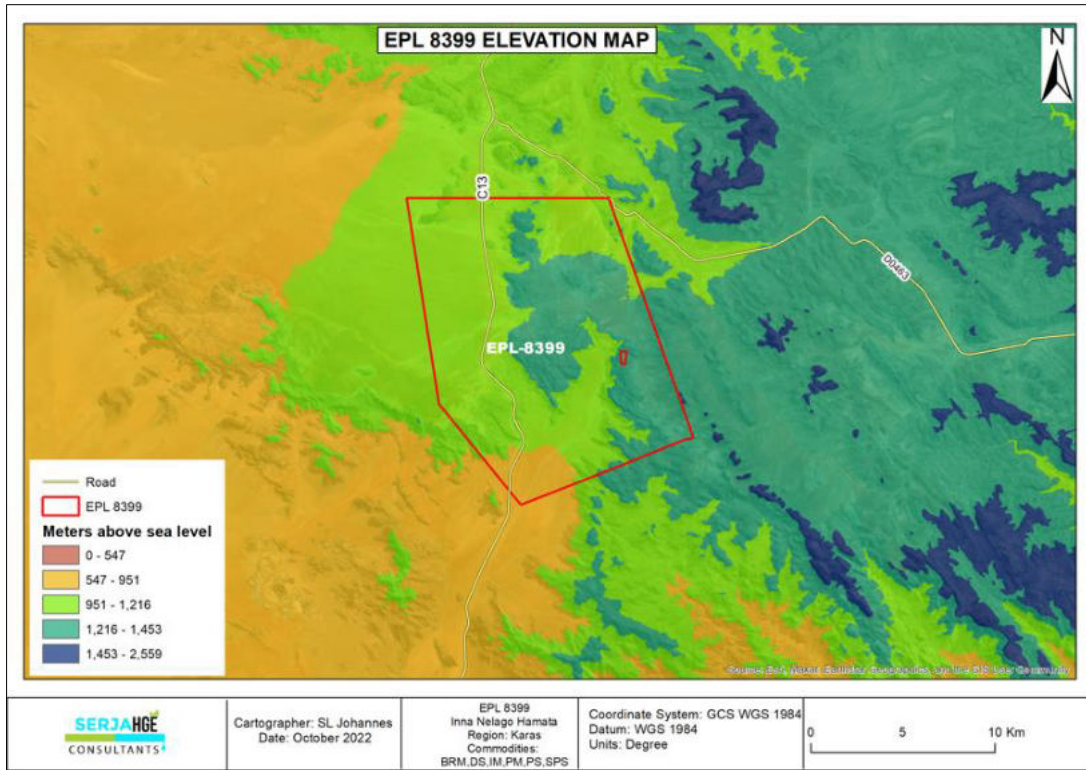 EPL 8399 ELEVATION MAP
N
C13
D0463
EPL-8399
Road
EPL 8399
Meters above sea level
0 - 547
547 - 951
951 - 1,216
1,216 - 1,453
1,453 - 2,559
SERJAHGE
CONSULTANTS
Cartographer: SL Johannes
Date: October 2022
EPL 8399
Inna Nelago Hamata
Region: Karas
Commodities:
BRM,DS,IM,PM,PS,SPS
Coordinate System: GCS WGS 1984
Datum: WGS 1984
Units: Degree
0 5 10 Km